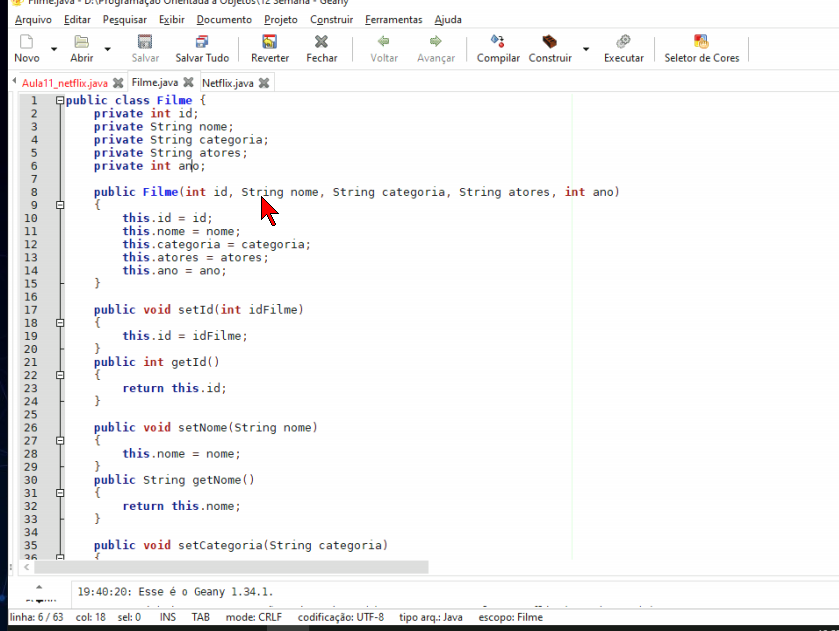 Filme.java - D:\Programação Orientada a Objetos\12 Semana - Geany
Arquivo Editar Pesquisar Exibir Documento Projeto Construir Ferramentas Ajuda
Novo Abrir Salvar Salvar Tudo Reverter Fechar Voltar Avançar Compilar Construir Executar Seletor de Cores
Aula11_netflix.java Filme.java Netflix.java
1 public class Filme {
2 private int id;
3 private String nome;
4 private String categoria;
5 private String atores;
6 private int ano;
7
8 public Filme(int id, String nome, String categoria, String atores, int ano)
9 {
10 this.id = id;
11 this.nome = nome;
12 this.categoria = categoria;
13 this.atores = atores;
14 this.ano = ano;
15 }
16
17 public void setId(int idFilme)
18 {
19 this.id = idFilme;
20 }
21 public int getId()
22 {
23 return this.id;
24 }
25
26 public void setNome(String nome)
27 {
28 this.nome = nome;
29 }
30 public String getNome()
31 {
32 return this.nome;
33 }
34
35 public void setCategoria(String categoria)
36 {
19:40:20: Esse é o Geany 1.34.1.
linha: 6 / 63 col: 18 sel: 0 INS TAB mode: CRLF codificação: UTF-8 tipo arq.: Java escopo: Filme